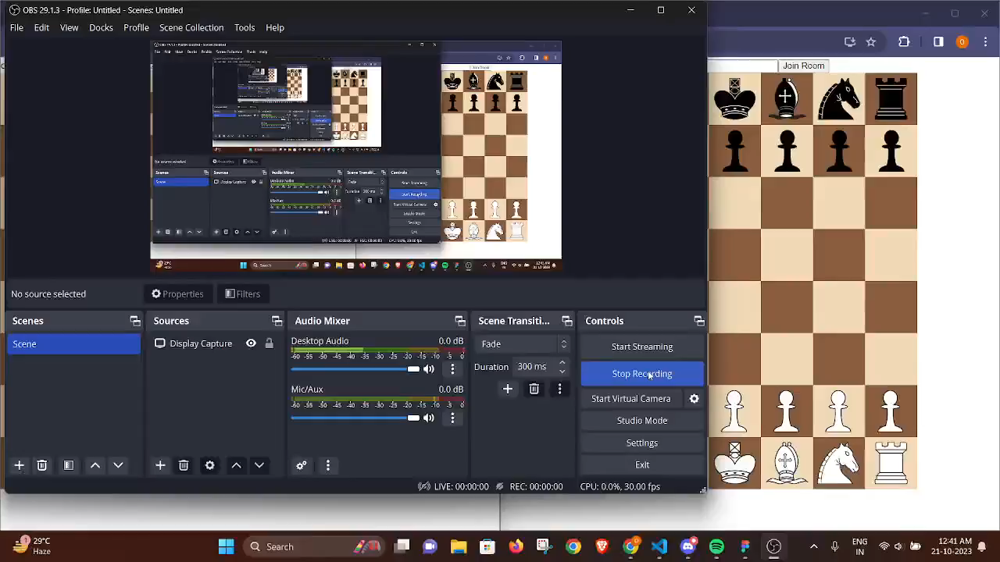 OBS 29.1.3 - Profile: Untitled - Scenes: Untitled
File Edit View Docks Profile Scene Collection Tools Help
Join Room
No source selected Properties Filters
Scenes
Scene
Sources
Display Capture
Audio Mixer
Desktop Audio 0.0 dB
-60 -55 -50 -45 -40 -35 -30 -25 -20 -15 -10 -5 0
Mic/Aux 0.0 dB
-60 -55 -50 -45 -40 -35 -30 -25 -20 -15 -10 -5 0
Scene Transiti...
Fade
Duration 300 ms
Controls
Start Streaming
Stop Recording
Start Virtual Camera
Studio Mode
Settings
Exit
LIVE: 00:00:00 REC: 00:00:00 CPU: 0.0%, 30.00 fps
29°C
Haze
Search
ENG
IN
12:41 AM
21-10-2023